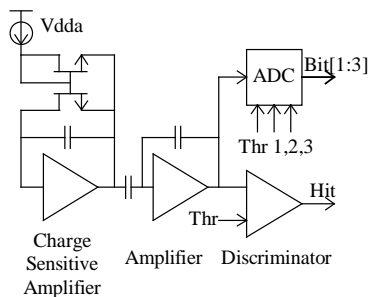 Vdda
ADC
Bit[1:3]
Thr 1,2,3
Hit
Thr
Charge
Sensitive
Amplifier
Amplifier
Discriminator